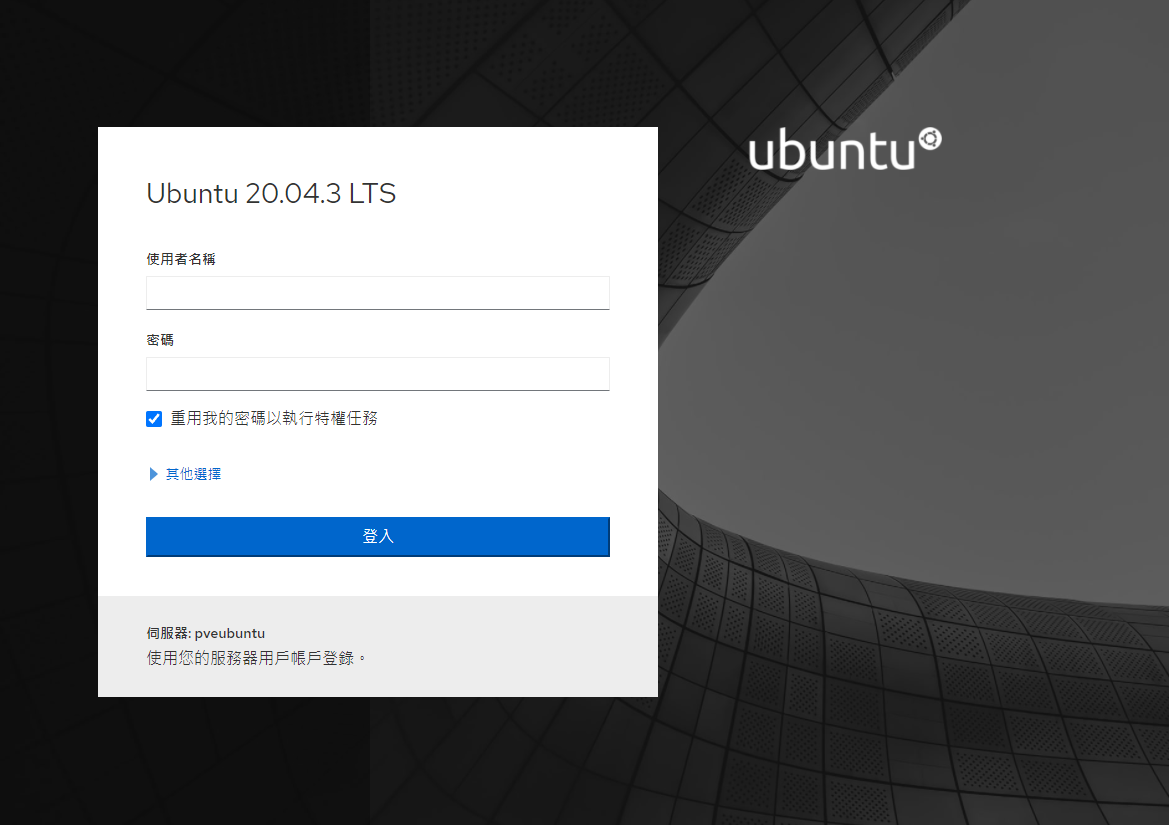 ubuntu
Ubuntu 20.04.3 LTS
使用者名稱
密碼
重用我的密碼以執行特權任務
其他選擇
登入
伺服器: pveubuntu
使用您的服務器用戶帳戶登錄。